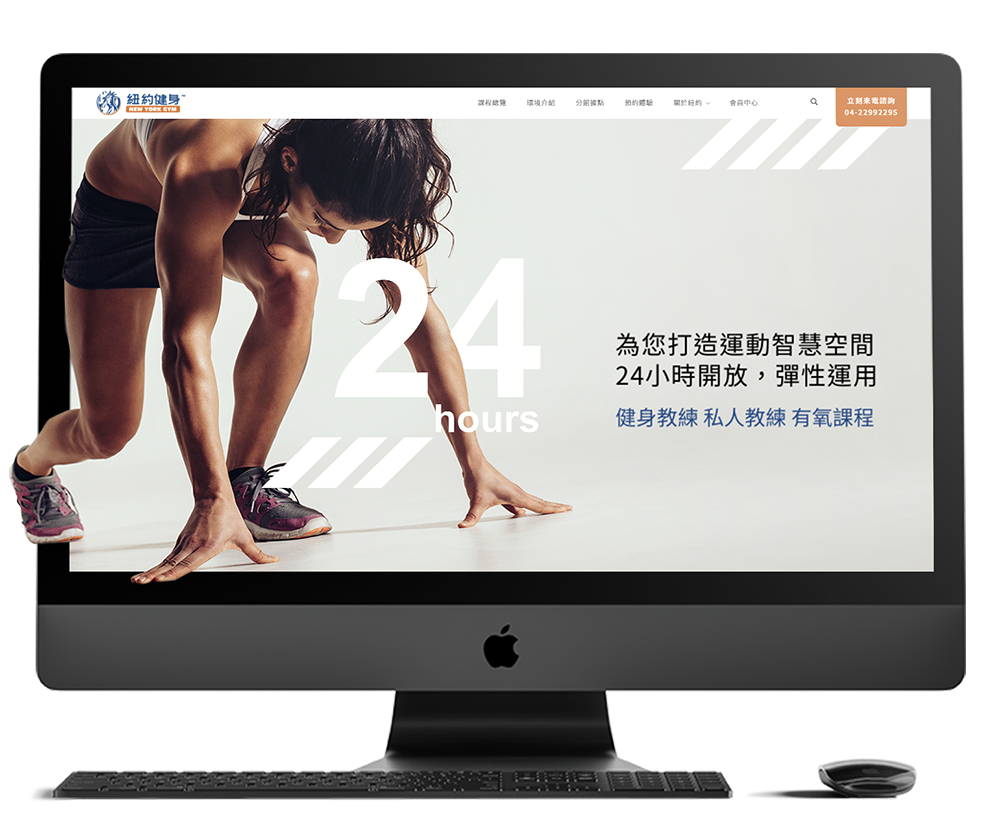 紐約健身™
NEW YORK GYM
課程總覽 環境介紹 分館據點 預約體驗 關於紐約 會員中心
立刻來電諮詢
04-22992295
24
hours
為您打造運動智慧空間
24小時開放，彈性運用
健身教練 私人教練 有氧課程